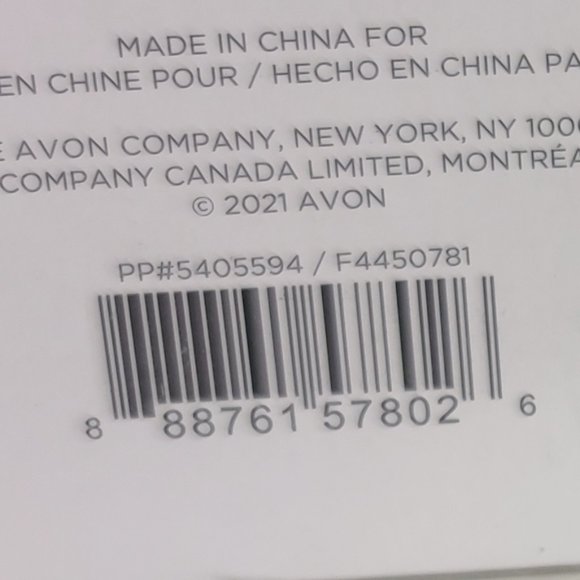 MADE IN CHINA FOR
EN CHINE POUR / HECHO EN CHINA PA
E AVON COMPANY, NEW YORK, NY 100
COMPANY CANADA LIMITED, MONTRÉA
© 2021 AVON
PP#5405594 / F4450781
8 88761 57802 6